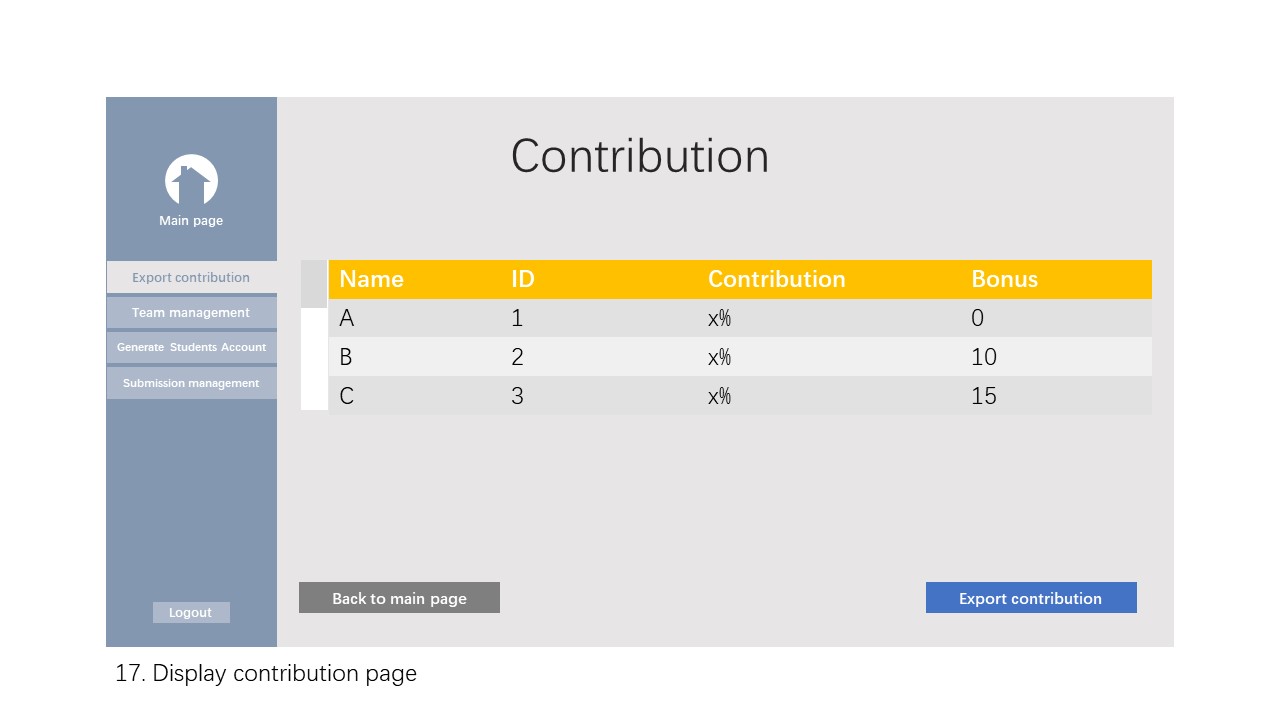 Contribution
Main page
Export contribution
Team management
Generate Students Account
Submission management
Logout
Name ID Contribution Bonus
A 1 x% 0
B 2 x% 10
C 3 x% 15
Back to main page
Export contribution
17. Display contribution page